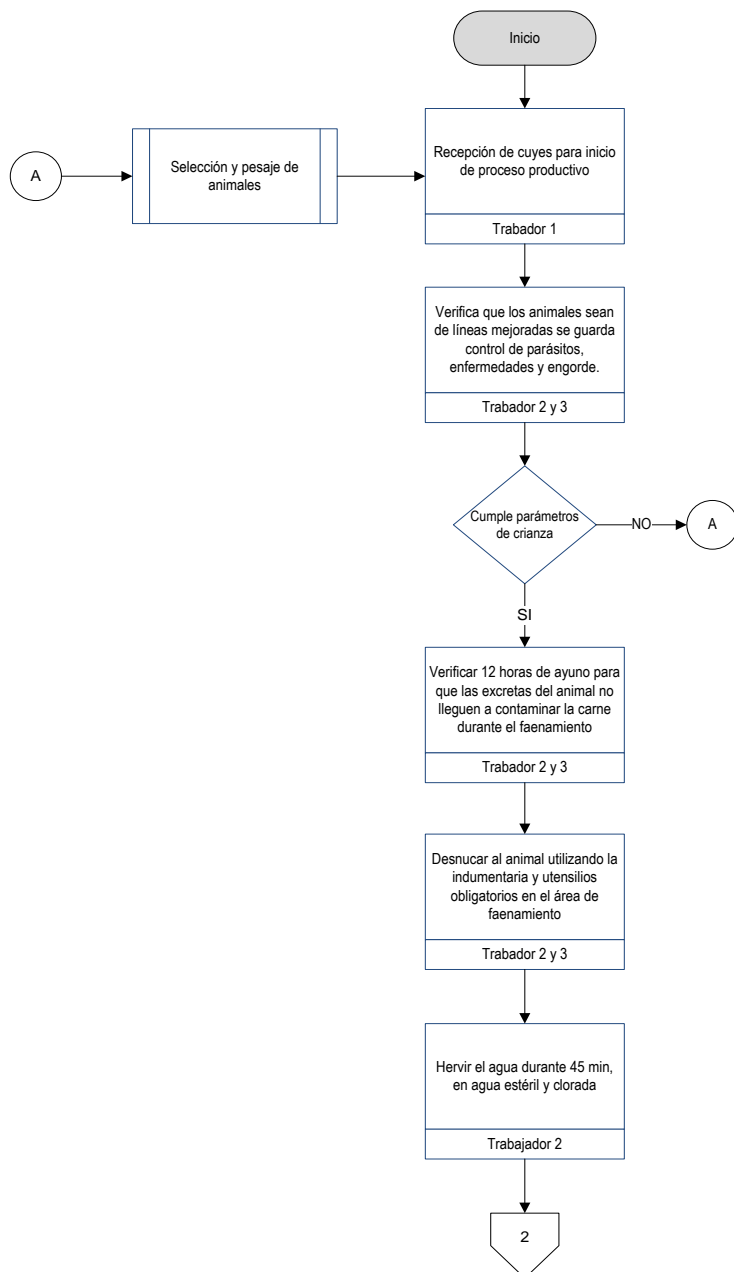 Inicio
A
Selección y pesaje de
animales
Recepción de cuyes para inicio
de proceso productivo
Trabador 1
Verifica que los animales sean
de líneas mejoradas se guarda
control de parásitos,
enfermedades y engorde.
Trabador 2 y 3
Cumple parámetros
de crianza
NO
A
SI
Verificar 12 horas de ayuno para
que las excretas del animal no
lleguen a contaminar la carne
durante el faenamiento
Trabador 2 y 3
Desnucar al animal utilizando la
indumentaria y utensilios
obligatorios en el área de
faenamiento
Trabador 2 y 3
Hervir el agua durante 45 min,
en agua estéril y clorada
Trabajador 2
2